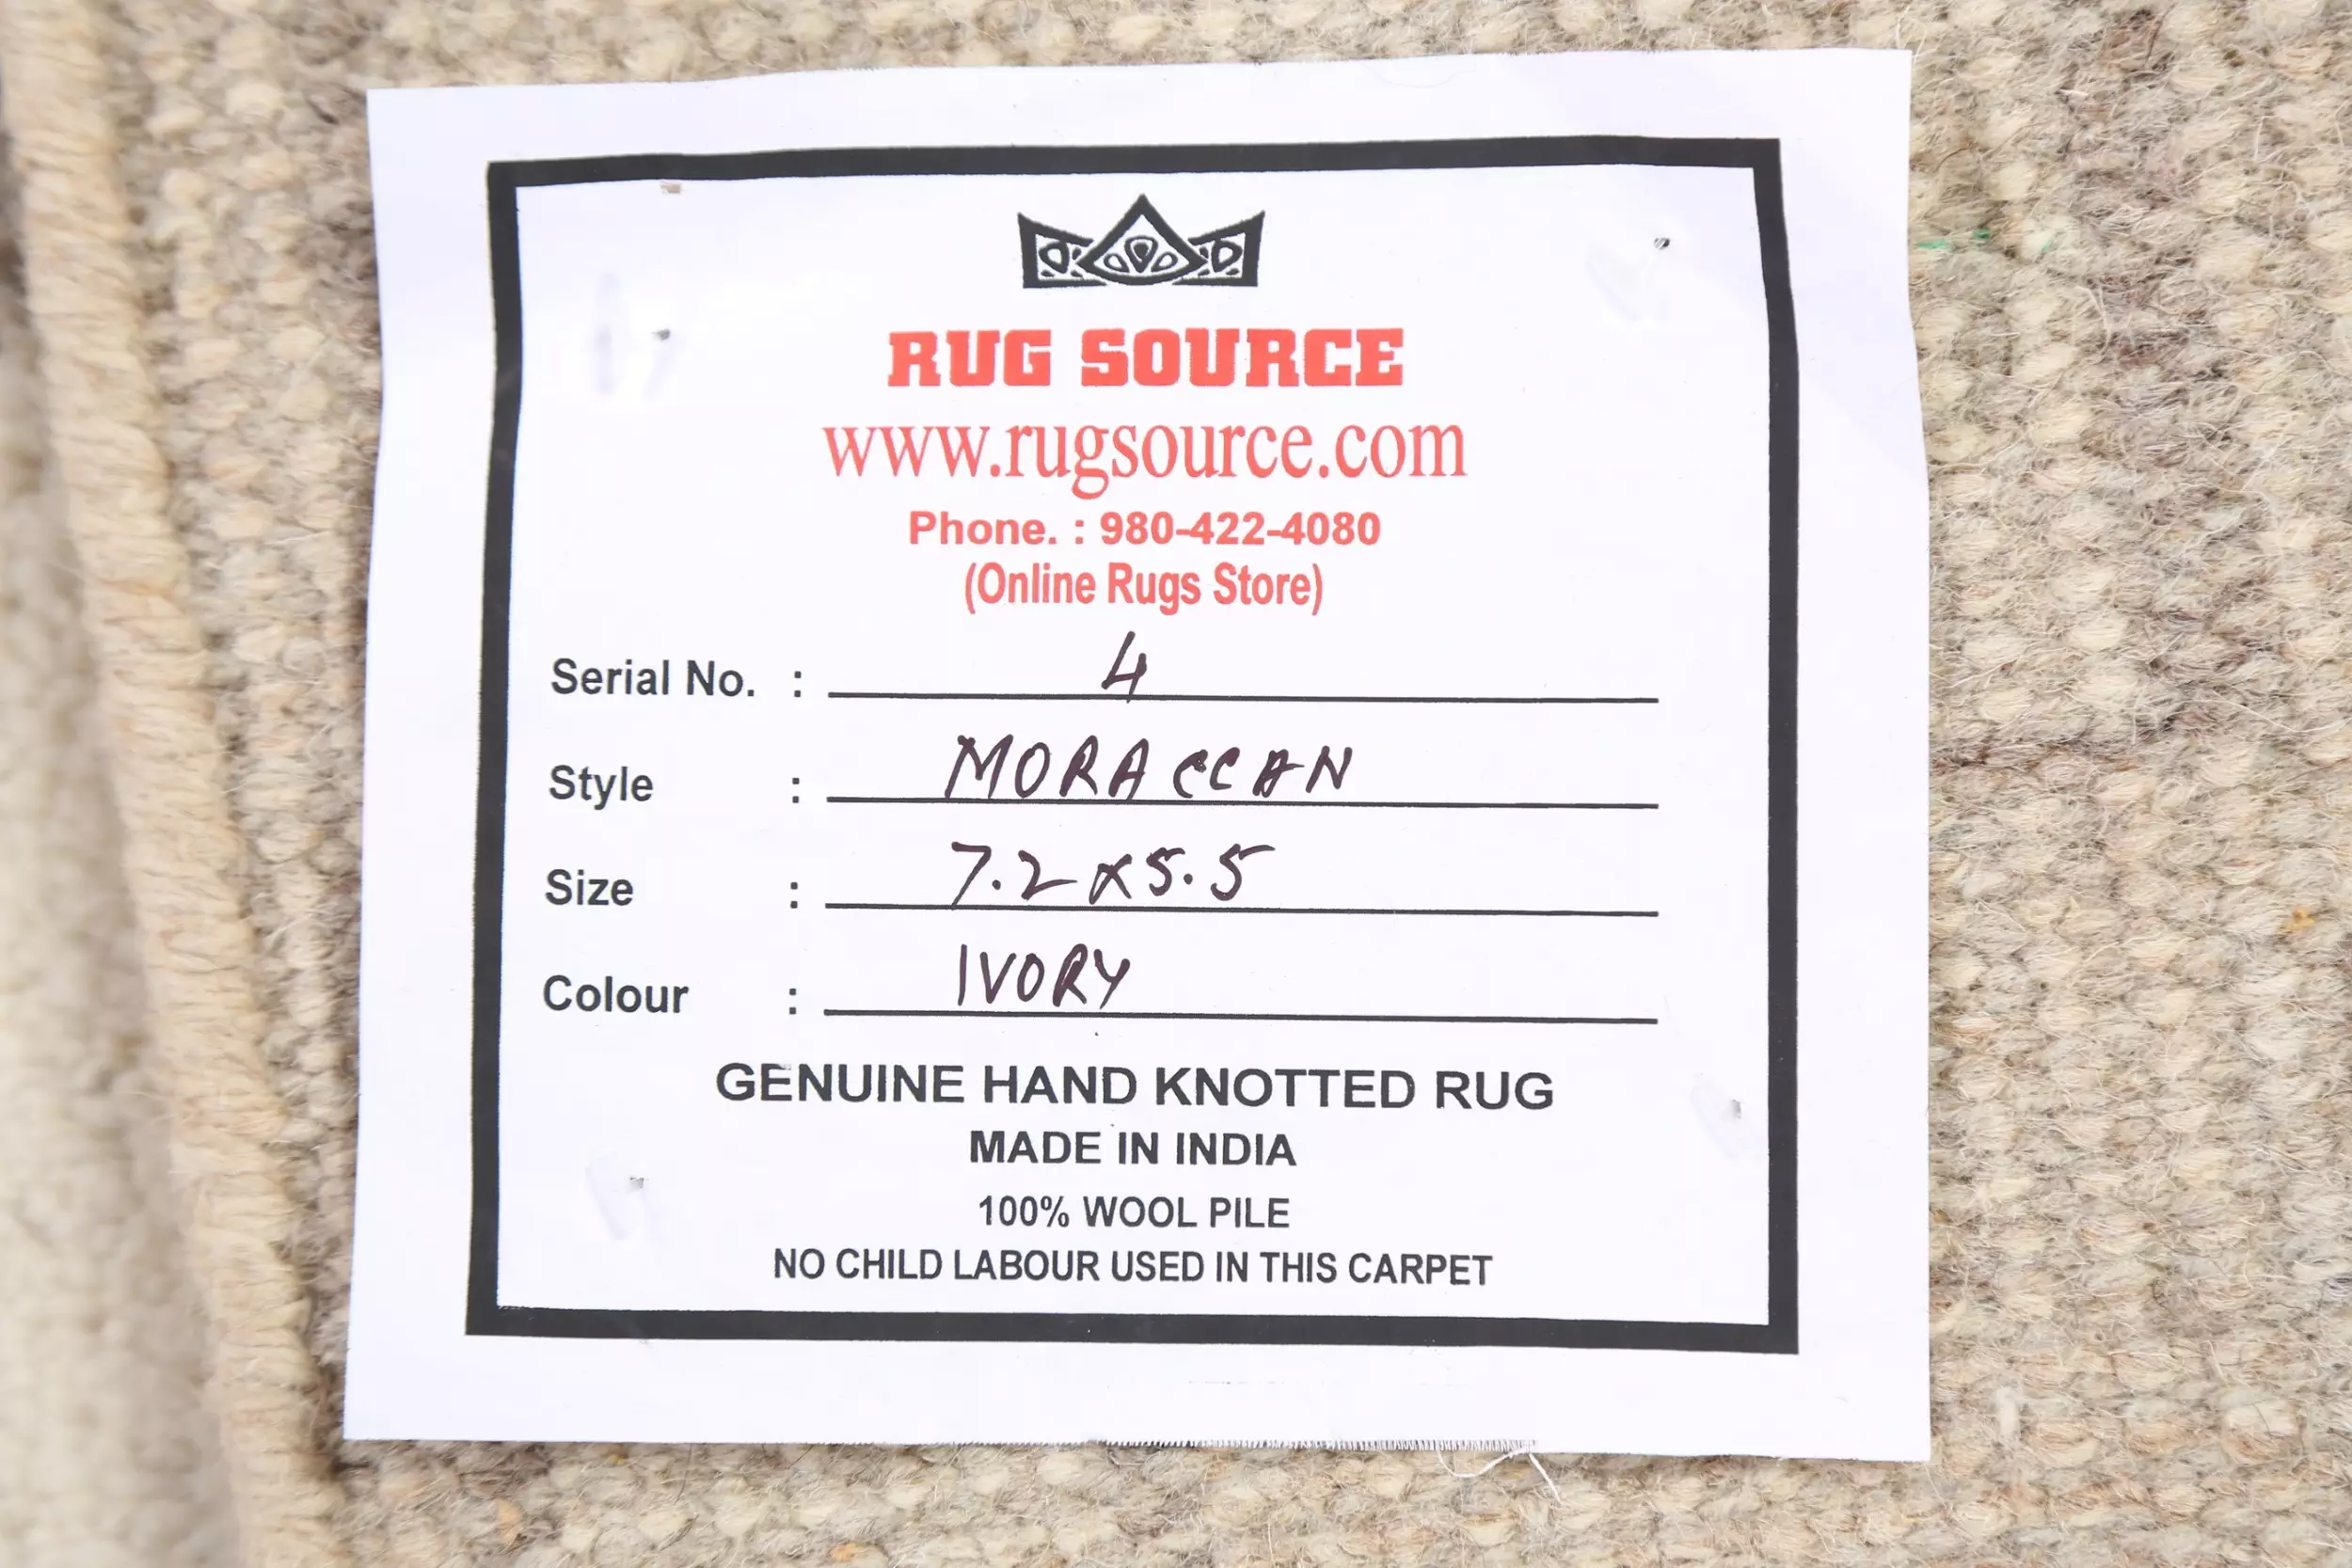 RUG SOURCE
www.rugsource.com
Phone. : 980-422-4080
(Online Rugs Store)
Serial No. : 4
Style : MORACCAN
Size : 7.2x5.5
Colour : IVORY
GENUINE HAND KNOTTED RUG
MADE IN INDIA
100% WOOL PILE
NO CHILD LABOUR USED IN THIS CARPET